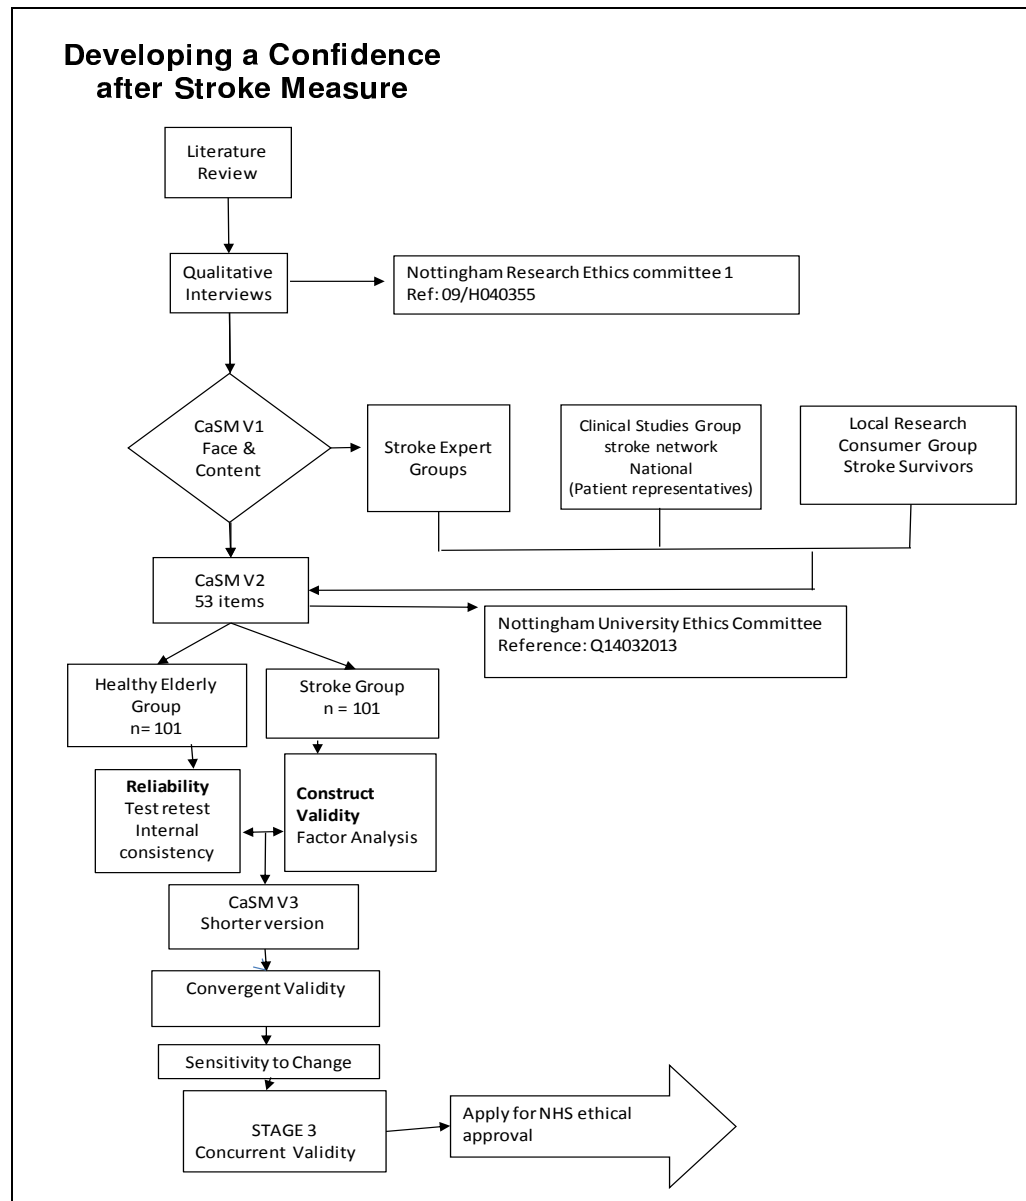 Developing a Confidence
after Stroke Measure
Literature
Review
Qualitative
Interviews
Nottingham Research Ethics committee 1
Ref: 09/H040355
CaSM V1
Face &
Content
Stroke Expert
Groups
Clinical Studies Group
stroke network
National
(Patient representatives)
Local Research
Consumer Group
Stroke Survivors
CaSM V2
53 items
Nottingham University Ethics Committee
Reference: Q14032013
Healthy Elderly
Group
n= 101
Stroke Group
n = 101
Reliability
Test retest
Internal
consistency
Construct
Validity
Factor Analysis
CaSM V3
Shorter version
Convergent Validity
Sensitivity to Change
STAGE 3
Concurrent Validity
Apply for NHS ethical
approval